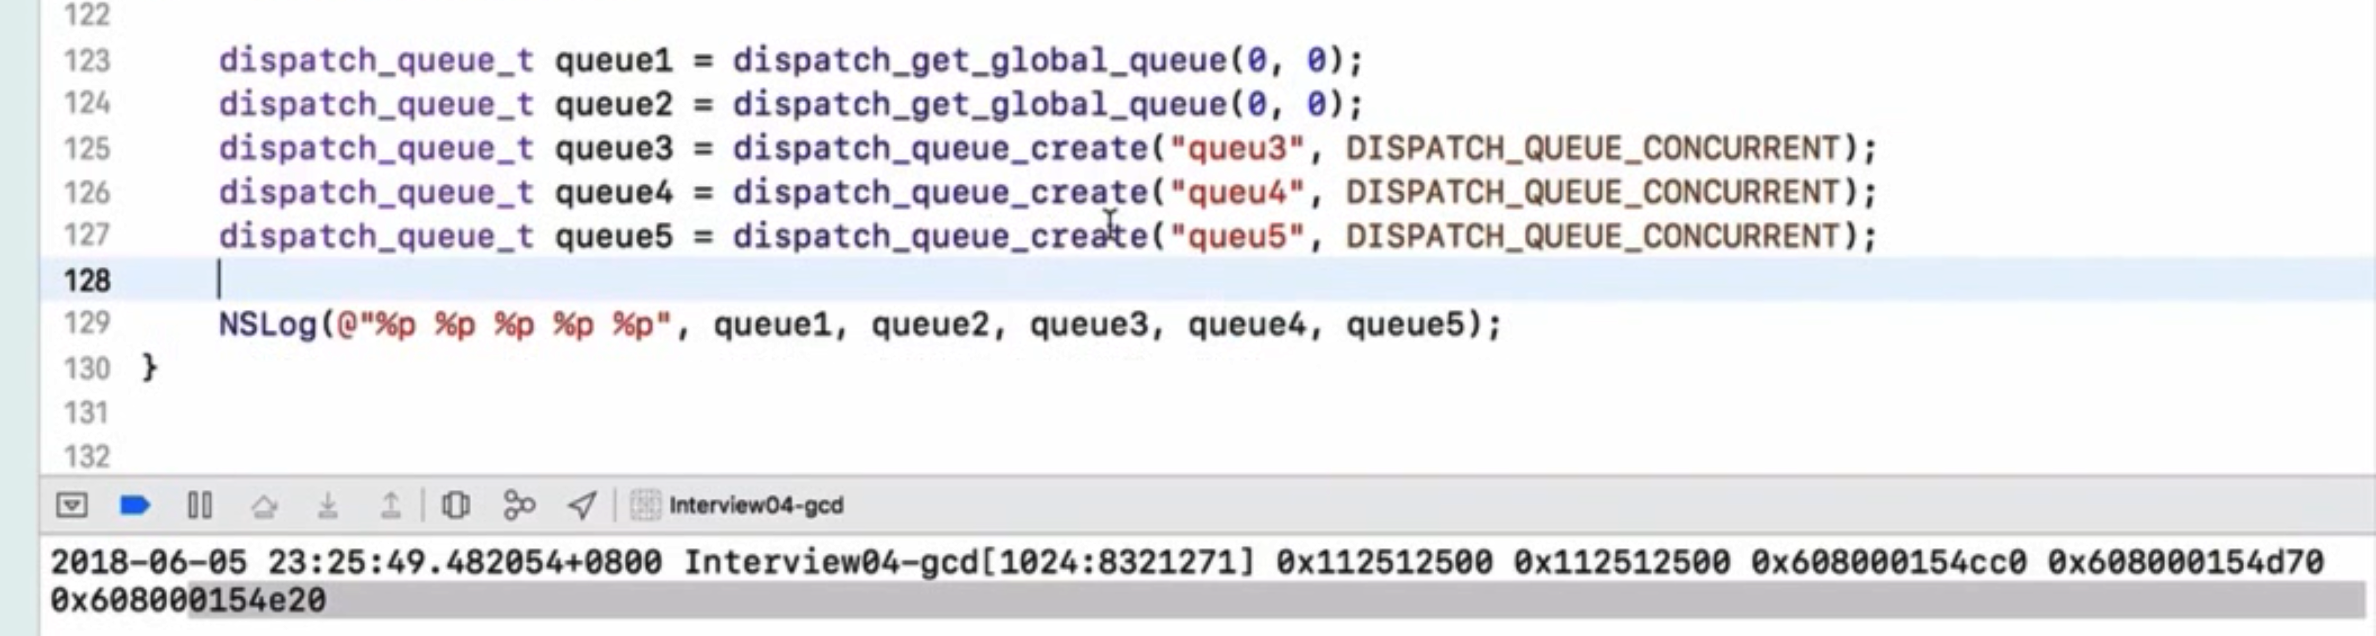 122
123 dispatch_queue_t queue1 = dispatch_get_global_queue(0, 0);
124 dispatch_queue_t queue2 = dispatch_get_global_queue(0, 0);
125 dispatch_queue_t queue3 = dispatch_queue_create("queu3", DISPATCH_QUEUE_CONCURRENT);
126 dispatch_queue_t queue4 = dispatch_queue_create("queu4", DISPATCH_QUEUE_CONCURRENT);
127 dispatch_queue_t queue5 = dispatch_queue_create("queu5", DISPATCH_QUEUE_CONCURRENT);
128
129 NSLog(@"%p %p %p %p %p", queue1, queue2, queue3, queue4, queue5);
130 }
131
132
Interview04-gcd
2018-06-05 23:25:49.482054+0800 Interview04-gcd[1024:8321271] 0x112512500 0x112512500 0x608000154cc0 0x608000154d70
0x608000154e20